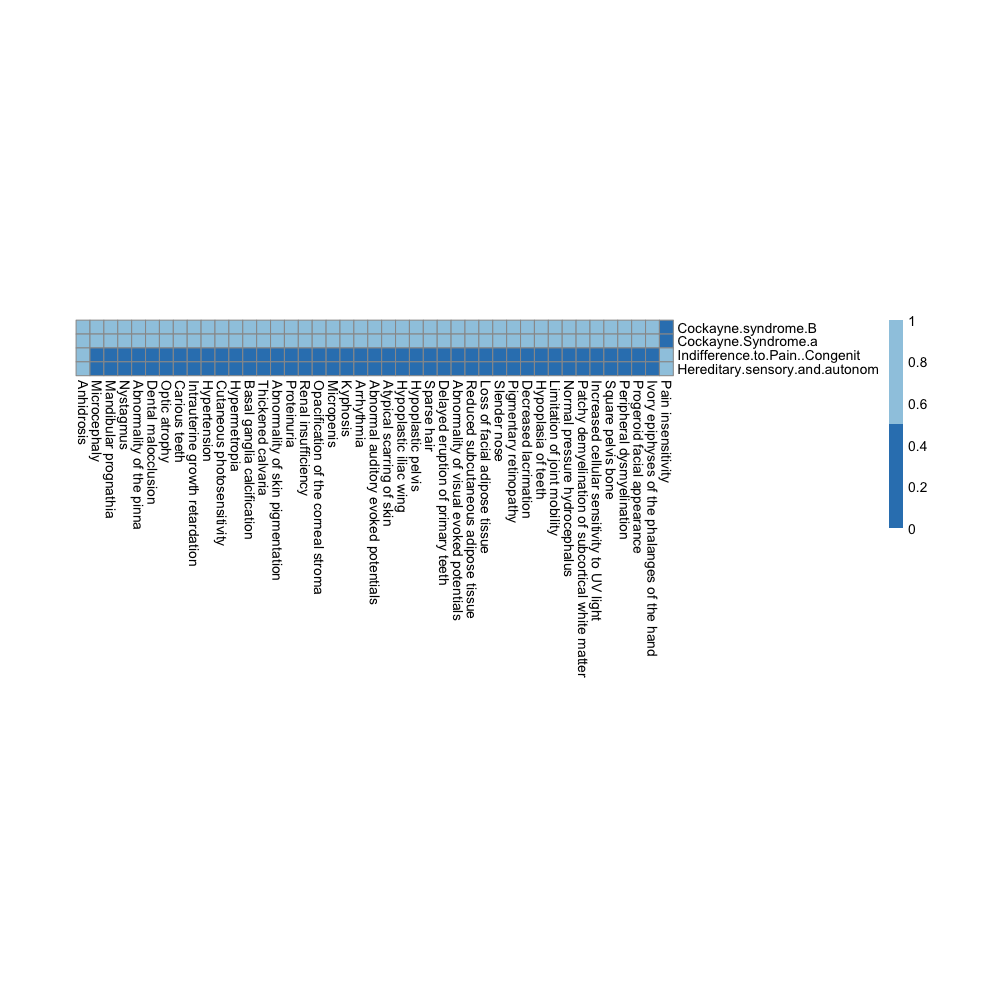 Cockayne.syndrome.B
Cockayne.Syndrome.a
Indifference.to.Pain..Congenit
Hereditary.sensory.and.autonom
1
0.8
0.6
0.4
0.2
0
Anhidrosis
Microcephaly
Mandibular prognathia
Nystagmus
Abnormality of the pinna
Dental malocclusion
Optic atrophy
Carious teeth
Intrauterine growth retardation
Hypertension
Cutaneous photosensitivity
Hypermetropia
Basal ganglia calcification
Thickened calvaria
Abnormality of skin pigmentation
Proteinuria
Renal insufficiency
Opacification of the corneal stroma
Micropenis
Kyphosis
Arrhythmia
Abnormal auditory evoked potentials
Atypical scarring of skin
Hypoplastic iliac wing
Hypoplastic pelvis
Sparse hair
Delayed eruption of primary teeth
Abnormality of visual evoked potentials
Reduced subcutaneous adipose tissue
Loss of facial adipose tissue
Slender nose
Pigmentary retinopathy
Decreased lacrimation
Hypoplasia of teeth
Limitation of joint mobility
Normal pressure hydrocephalus
Patchy demyelination of subcortical white matter
Increased cellular sensitivity to UV light
Square pelvis bone
Peripheral dysmyelination
Progeroid facial appearance
Ivory epiphyses of the phalanges of the hand
Pain insensitivity